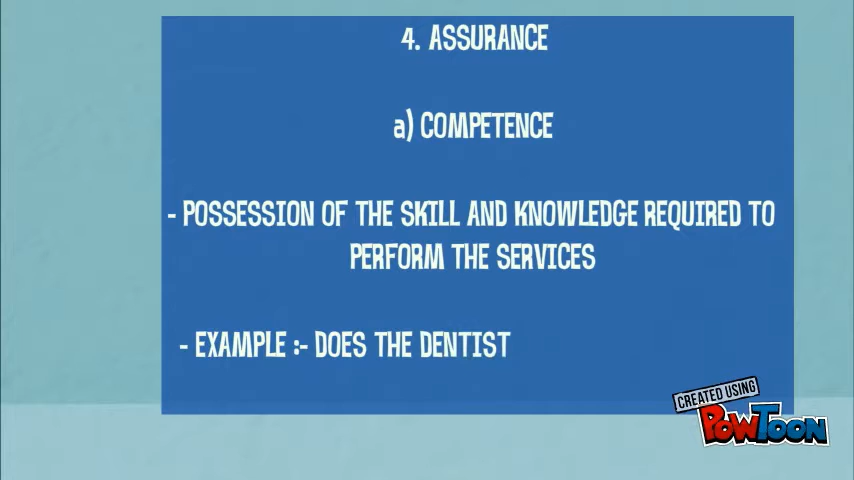 4. ASSURANCE
a) COMPETENCE
- POSSESSION OF THE SKILL AND KNOWLEDGE REQUIRED TO
PERFORM THE SERVICES
- EXAMPLE :- DOES THE DENTIST
CREATED USING
POWTOON